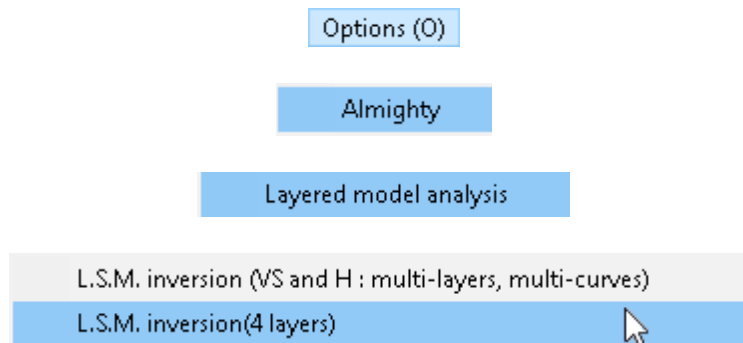 Options (O)
Almighty
Layered model analysis
L.S.M. inversion (VS and H : multi-layers, multi-curves)
L.S.M. inversion(4 layers)